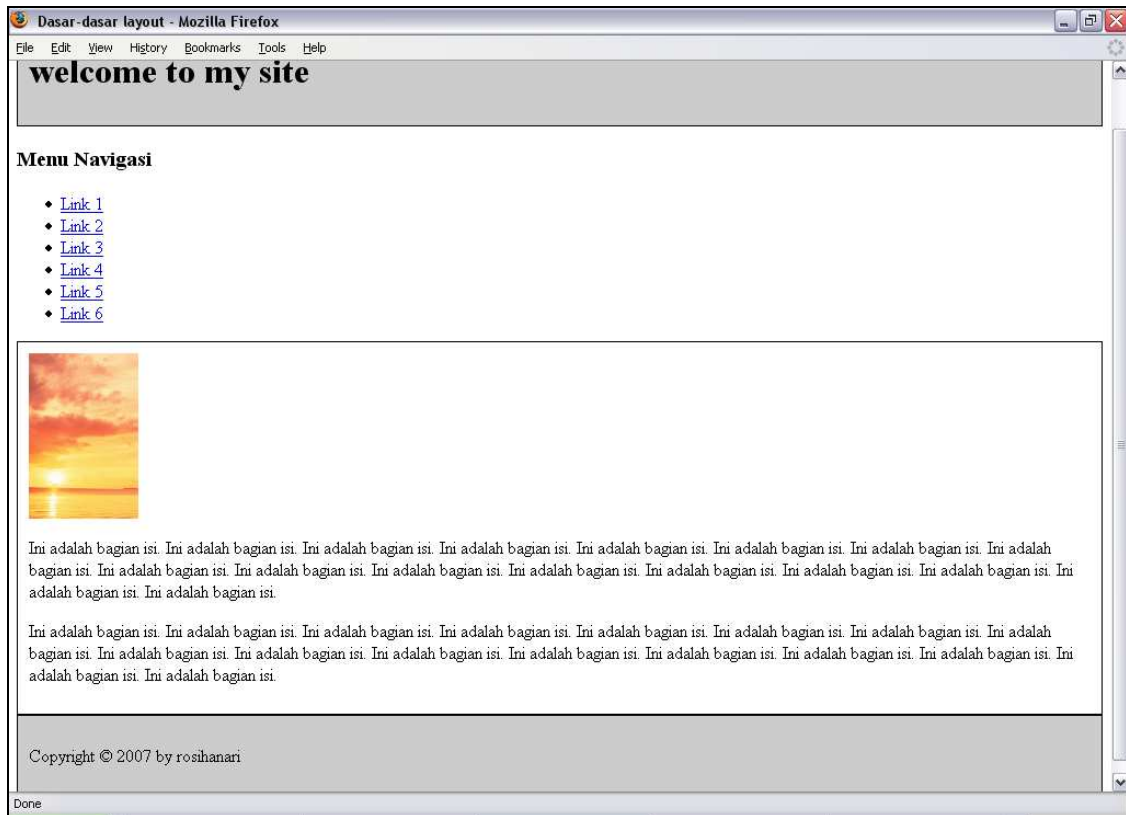 Dasar-dasar layout - Mozilla Firefox
File Edit View History Bookmarks Tools Help
welcome to my site
Menu Navigasi
Link 1
Link 2
Link 3
Link 4
Link 5
Link 6
Ini adalah bagian isi. Ini adalah bagian isi. Ini adalah bagian isi. Ini adalah bagian isi. Ini adalah bagian isi. Ini adalah bagian isi. Ini adalah bagian isi. Ini adalah
bagian isi. Ini adalah bagian isi. Ini adalah bagian isi. Ini adalah bagian isi. Ini adalah bagian isi. Ini adalah bagian isi. Ini adalah bagian isi. Ini adalah bagian isi. Ini
adalah bagian isi. Ini adalah bagian isi.
Ini adalah bagian isi. Ini adalah bagian isi. Ini adalah bagian isi. Ini adalah bagian isi. Ini adalah bagian isi. Ini adalah bagian isi. Ini adalah bagian isi. Ini adalah
bagian isi. Ini adalah bagian isi. Ini adalah bagian isi. Ini adalah bagian isi. Ini adalah bagian isi. Ini adalah bagian isi. Ini adalah bagian isi. Ini adalah bagian isi. Ini
adalah bagian isi. Ini adalah bagian isi.
Copyright © 2007 by rosihanari
Done